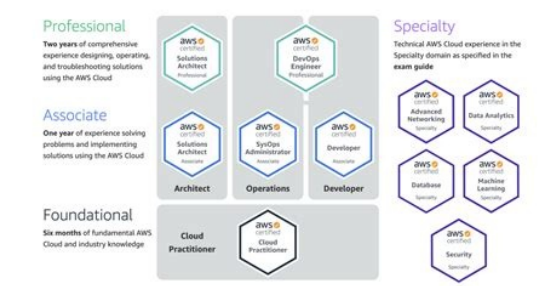 Professional
Two years of comprehensive
experience designing, operating,
and troubleshooting solutions
using the AWS Cloud
aws
certified
Solutions
Architect
Professional
aws
certified
DevOps
Engineer
Professional
Associate
One year of experience solving
problems and implementing
solutions using the AWS Cloud
aws
certified
Solutions
Architect
Associate
aws
certified
SysOps
Administrator
Associate
aws
certified
Developer
Associate
Architect
Operations
Developer
Foundational
Six months of fundamental AWS
Cloud and industry knowledge
Cloud
Practitioner
aws
certified
Cloud
Practitioner
Specialty
Technical AWS Cloud experience in the
Specialty domain as specified in the
exam guide
aws
certified
Advanced
Networking
Specialty
aws
certified
Data Analytics
Specialty
aws
certified
Database
Specialty
aws
certified
Machine
Learning
Specialty
aws
certified
Security
Specialty